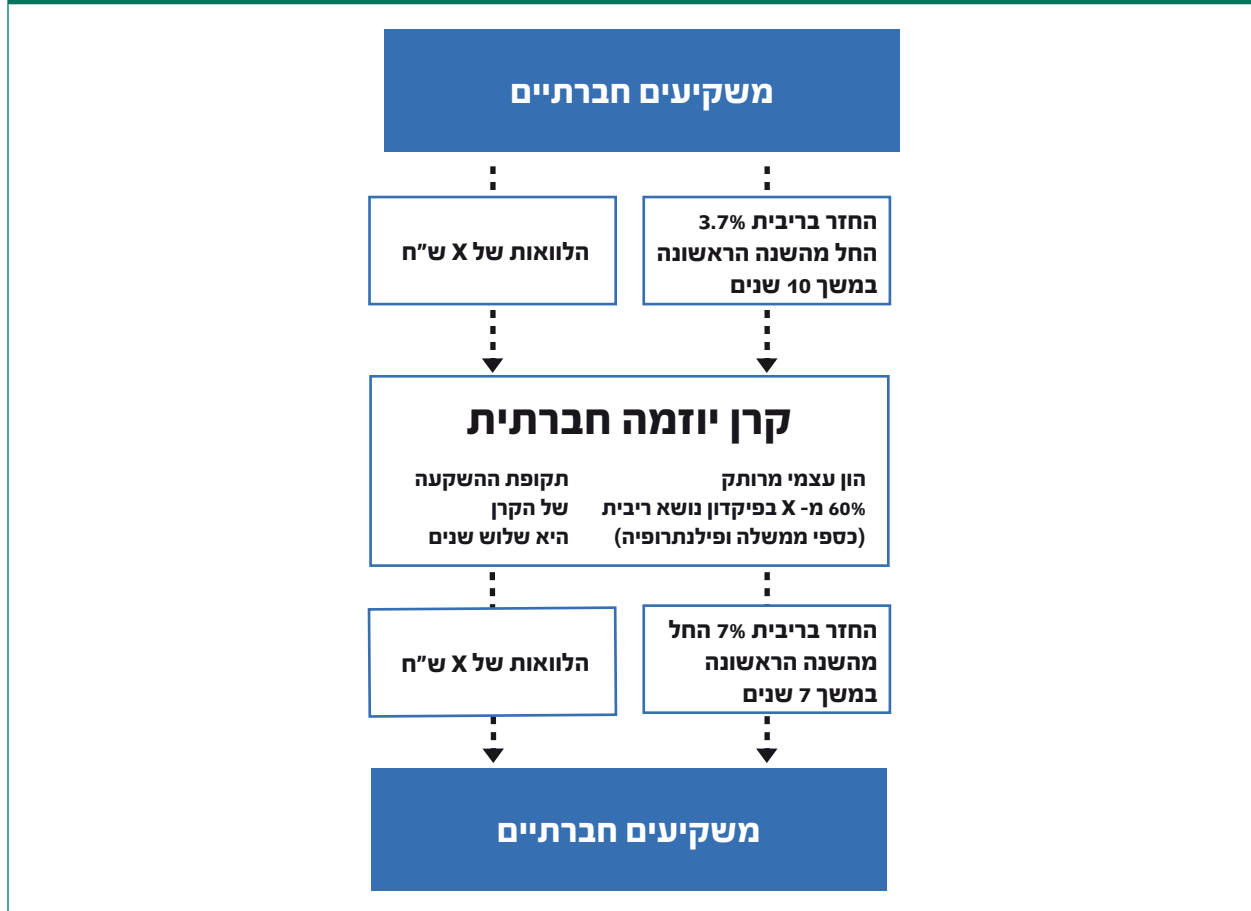 משקיעים חברתיים
החזר בריבית 3.7%
החל מהשנה הראשונה
במשך 10 שנים
הלוואות של X ש"ח
קרן יוזמה חברתית
הון עצמי מרותק
60% מ- X בפיקדון נושא ריבית
(כספי ממשלה ופילנתרופיה)
תקופת ההשקעה
של הקרן
היא שלוש שנים
החזר בריבית 7% החל
מהשנה הראשונה
במשך 7 שנים
הלוואות של X ש"ח
משקיעים חברתיים